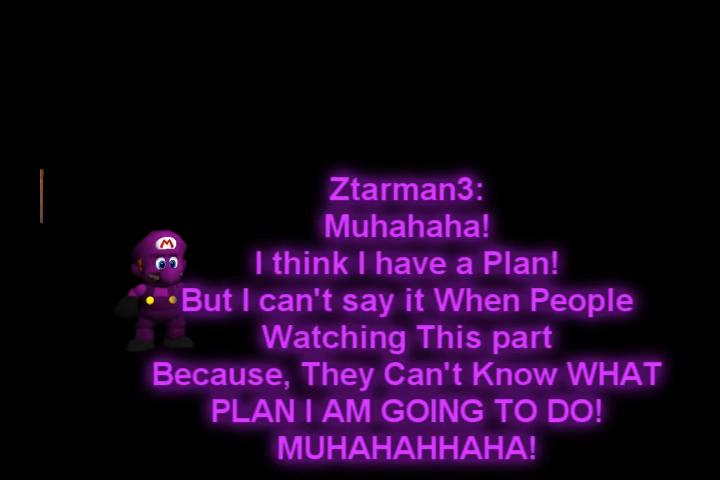 Ztarman3:
Muhahaha!
I think I have a Plan!
But I can't say it When People
Watching This part
Because, They Can't Know WHAT
PLAN I AM GOING TO DO!
MUHAHAHHAHA!
M